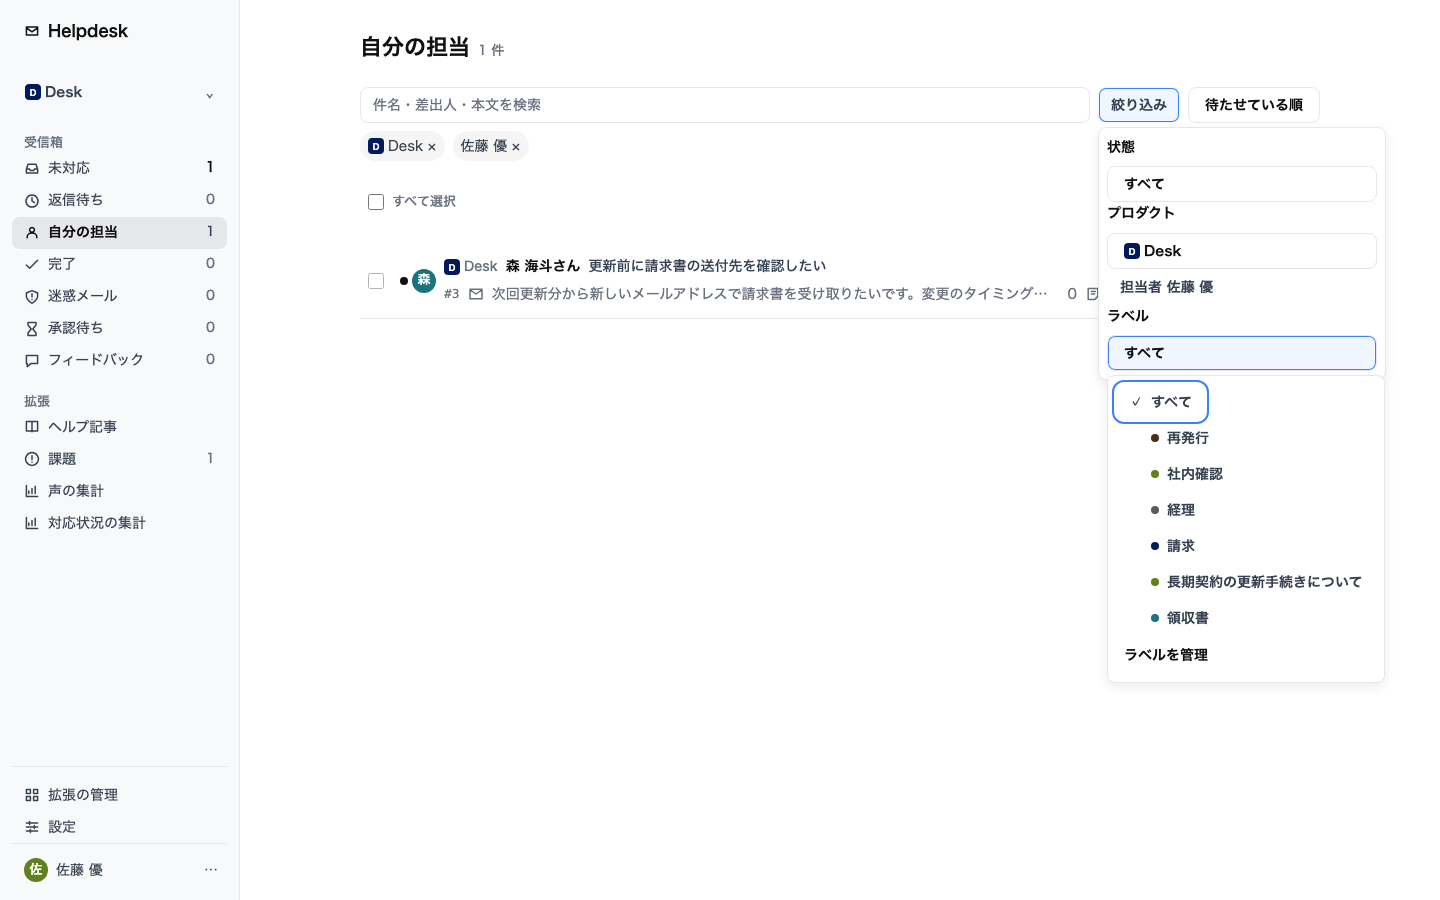 Helpdesk
D Desk
受信箱
未対応 1
返信待ち 0
自分の担当 1
完了 0
迷惑メール 0
承認待ち 0
フィードバック 0
拡張
ヘルプ記事
課題 1
声の集計
対応状況の集計
拡張の管理
設定
佐 佐藤 優 …
自分の担当 1 件
件名・差出人・本文を検索 絞り込み 待たせている順
D Desk × 佐藤 優 ×
すべて選択
森 D Desk 森 海斗さん 更新前に請求書の送付先を確認したい
#3 次回更新分から新しいメールアドレスで請求書を受け取りたいです。変更のタイミング… 0
状態
すべて
プロダクト
D Desk
担当者 佐藤 優
ラベル
すべて
✓ すべて
再発行
社内確認
経理
請求
長期契約の更新手続きについて
領収書
ラベルを管理